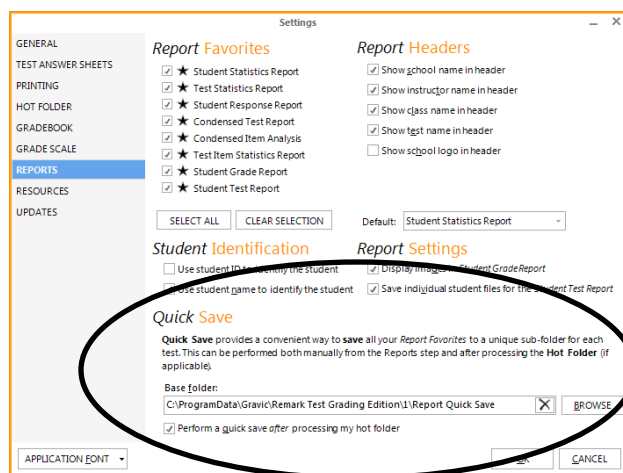 Settings
GENERAL
TEST ANSWER SHEETS
PRINTING
HOT FOLDER
GRADEBOOK
GRADE SCALE
REPORTS
RESOURCES
UPDATES
Report Favorites
Student Statistics Report
Test Statistics Report
Student Response Report
Condensed Test Report
Condensed Item Analysis
Test Item Statistics Report
Student Grade Report
Student Test Report
SELECT ALL CLEAR SELECTION
Report Headers
Show school name in header
Show instructor name in header
Show class name in header
Show test name in header
Show school logo in header
Default: Student Statistics Report
Student Identification
Use student ID to identify the student
Use student name to identify the student
Report Settings
Display images in Student Grade Report
Save individual student files for the Student Test Report
Quick Save
Quick Save provides a convenient way to save all your Report Favorites to a unique sub-folder for each
test. This can be performed both manually from the Reports step and after processing the Hot Folder (if
applicable).
Base folder:
C:\ProgramData\Gravic\Remark Test Grading Edition\1\Report Quick Save BROWSE
Perform a quick save after processing my hot folder
APPLICATION FONT OK CANCEL